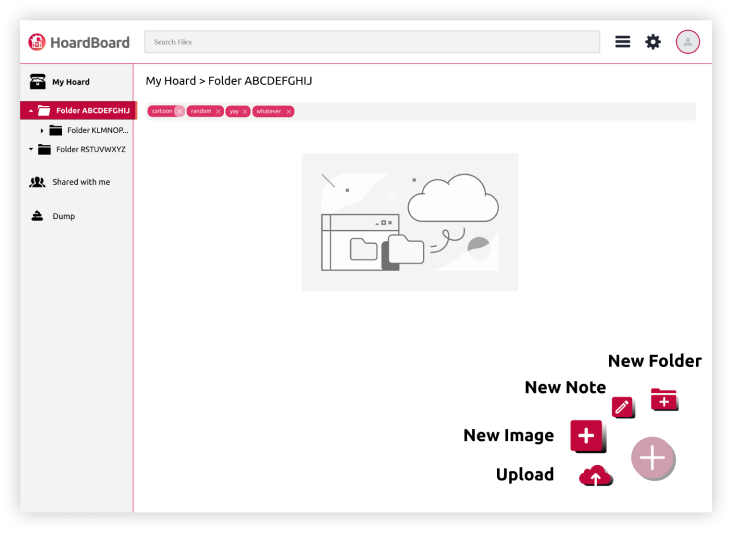 HoardBoard
Search Files
My Hoard
My Hoard > Folder ABCDEFGHIJ
Folder ABCDEFGHIJ
cartoon × random × yay × whatever ×
Folder KLMNOP...
Folder RSTUVWXYZ
Shared with me
Dump
New Folder
New Note
New Image
Upload